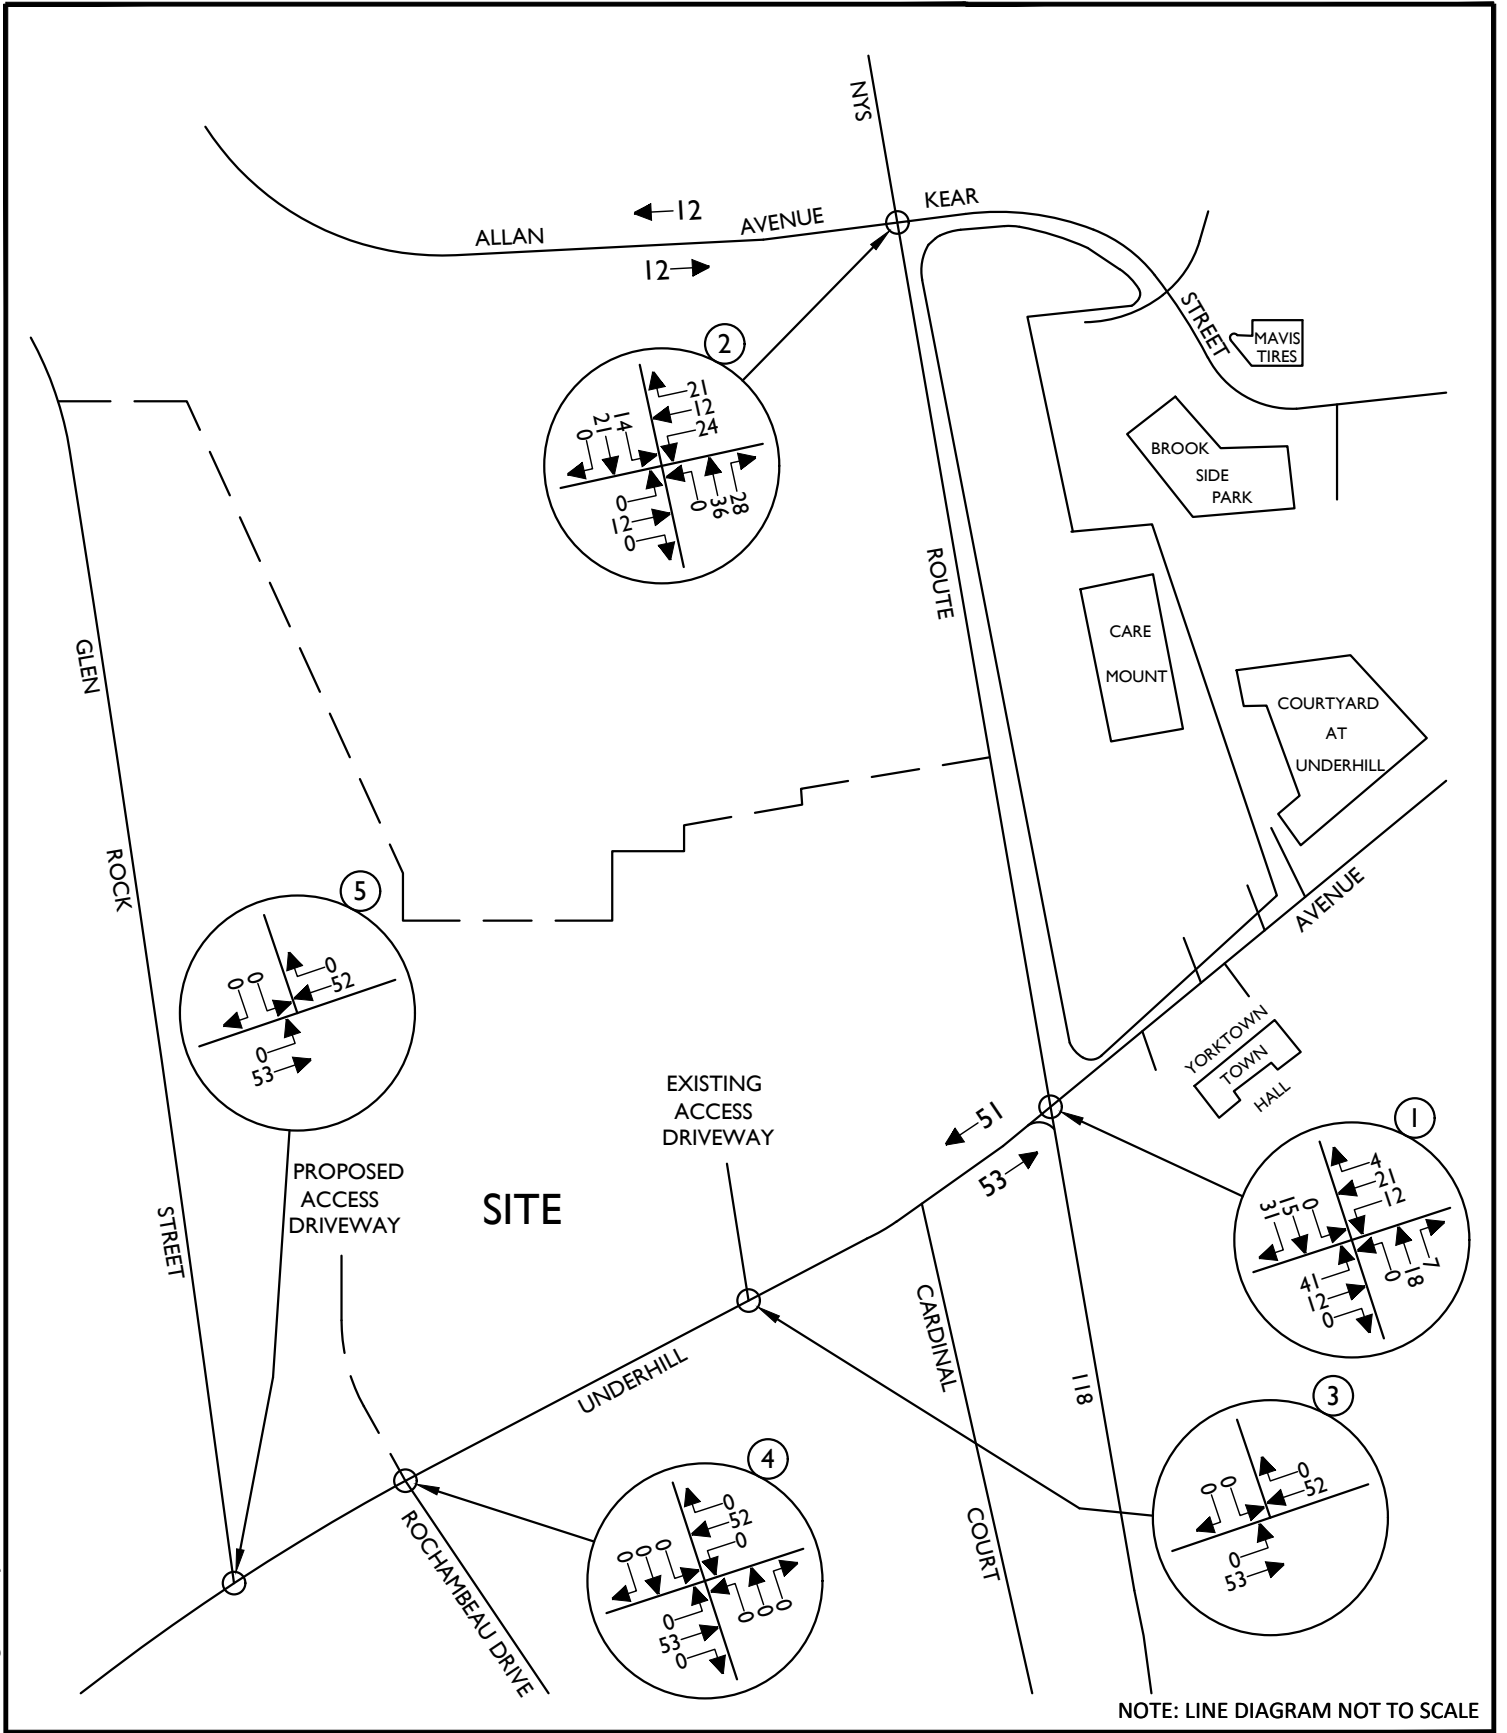 NYS
KEAR
12
ALLAN
AVENUE
12
STREET
MAVIS
TIRES
2
21
12
24
14
21
0
0
12
0
0
36
28
BROOK
SIDE
PARK
ROUTE
CARE
MOUNT
COURTYARD
AT
UNDERHILL
GLEN
ROCK
STREET
AVENUE
5
0
52
0
0
0
53
YORKTOWN
TOWN
HALL
EXISTING
ACCESS
DRIVEWAY
51
53
PROPOSED
ACCESS
DRIVEWAY
SITE
1
4
21
12
31
15
0
41
12
0
0
18
7
CARDINAL
COURT
UNDERHILL
118
3
0
52
0
0
0
53
4
0
52
0
0
0
0
0
53
0
0
0
0
ROCHAMBEAU DRIVE
NOTE: LINE DIAGRAM NOT TO SCALE